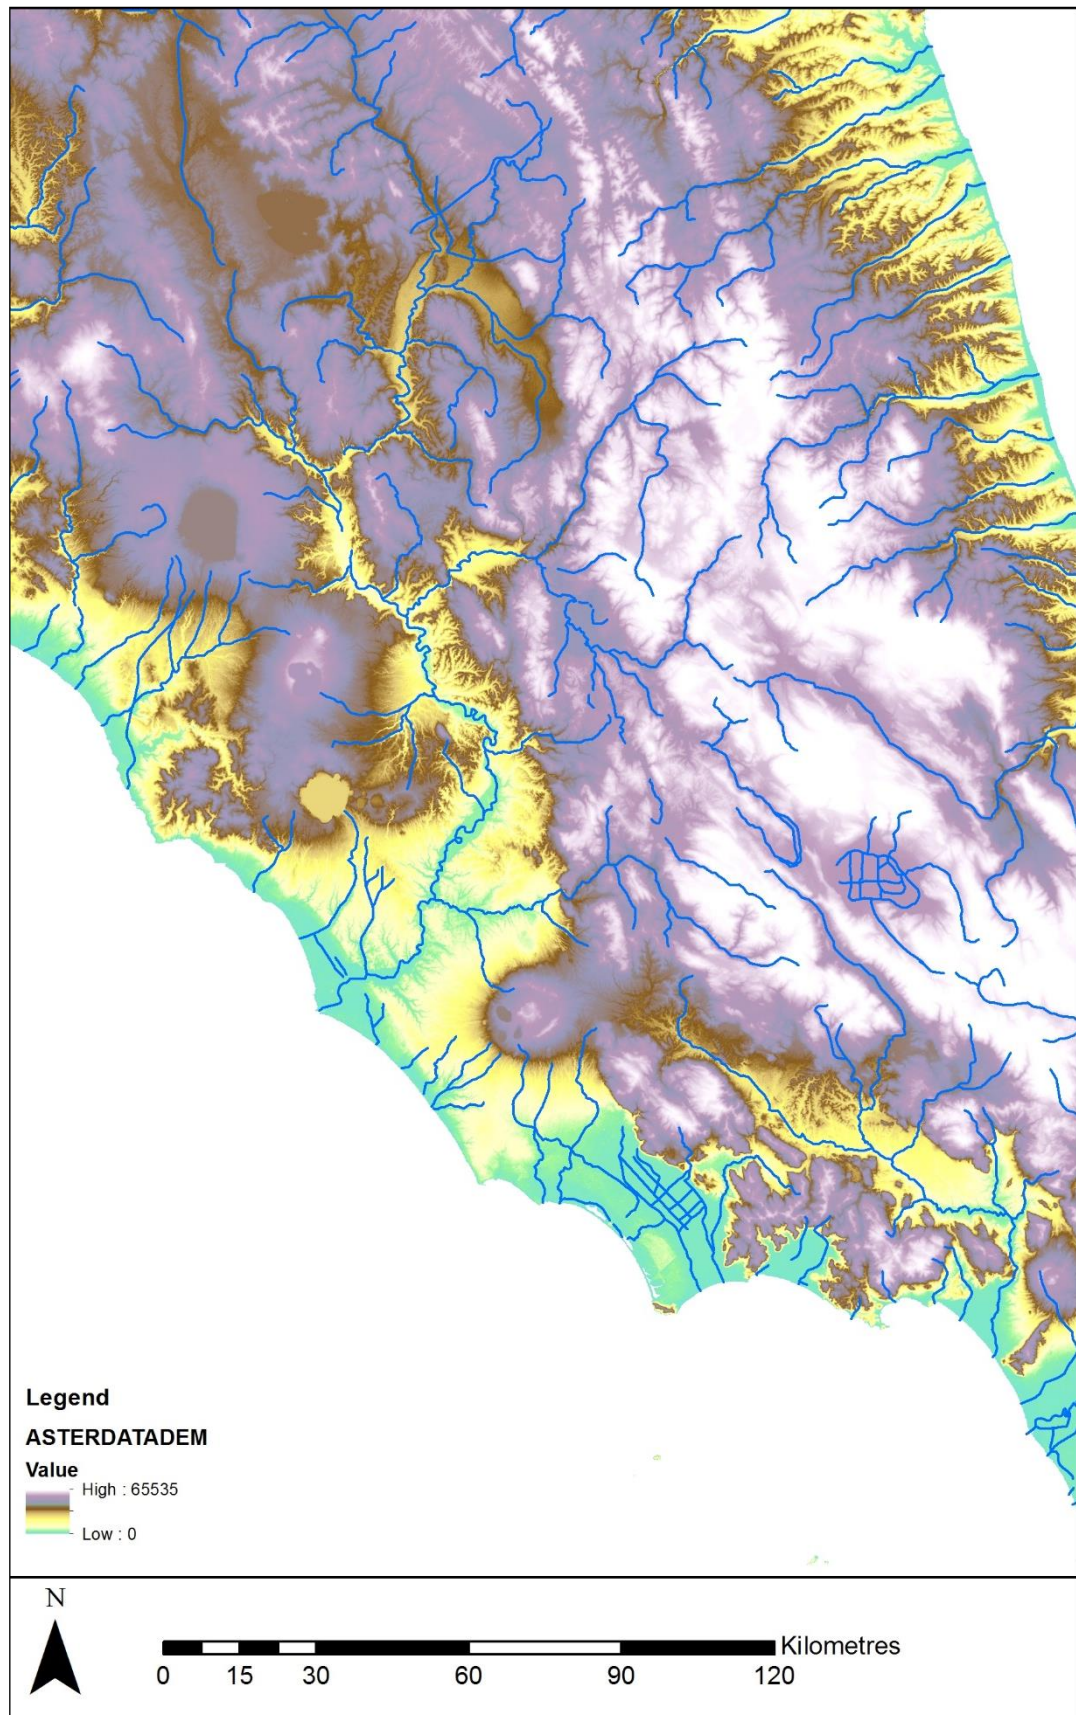 Legend
ASTERDATADEM
Value
High : 65535
Low : 0
N
Kilometres
0 15 30 60 90 120